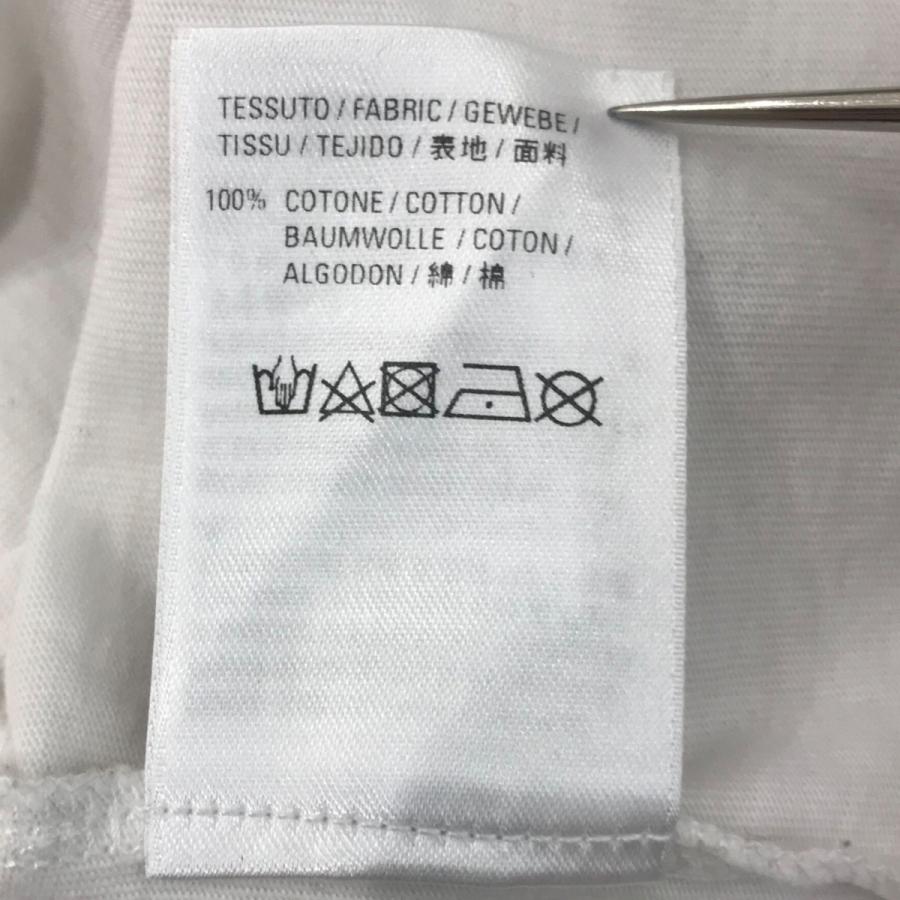 TESSUTO / FABRIC / GEWEBE /
TISSU / TEJIDO / 表地 / 面料
100% COTONE / COTTON /
BAUMWOLLE / COTON /
ALGODON / 綿 / 棉